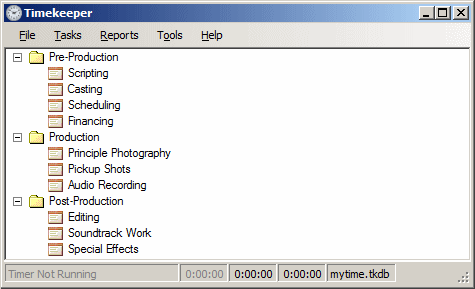 Timekeeper
File Tasks Reports Tools Help
Pre-Production
Scripting
Casting
Scheduling
Financing
Production
Principle Photography
Pickup Shots
Audio Recording
Post-Production
Editing
Soundtrack Work
Special Effects
Timer Not Running 0:00:00 0:00:00 0:00:00 mytime.tkdb